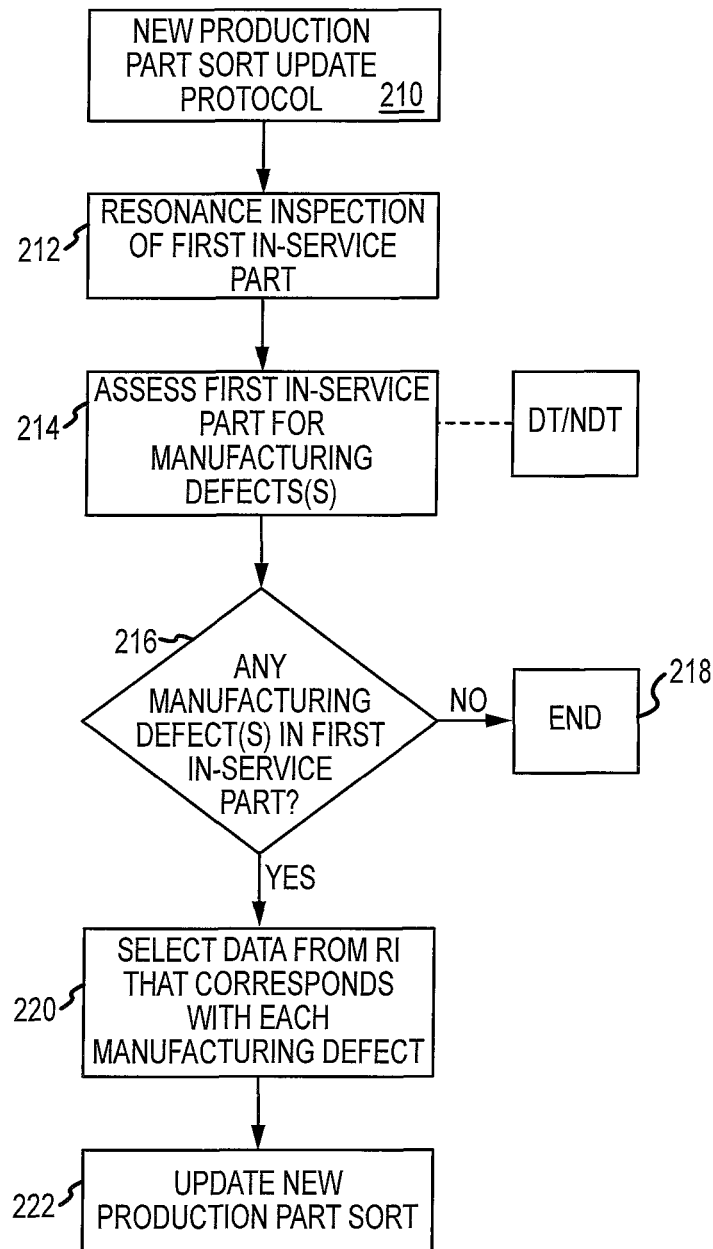 NEW PRODUCTION
PART SORT UPDATE
PROTOCOL 210
212
RESONANCE INSPECTION
OF FIRST IN-SERVICE
PART
214
ASSESS FIRST IN-SERVICE
PART FOR
MANUFACTURING
DEFECTS(S)
DT/NDT
216
ANY
MANUFACTURING
DEFECT(S) IN FIRST
IN-SERVICE
PART?
NO
END
218
YES
220
SELECT DATA FROM RI
THAT CORRESPONDS
WITH EACH
MANUFACTURING DEFECT
222
UPDATE NEW
PRODUCTION PART SORT